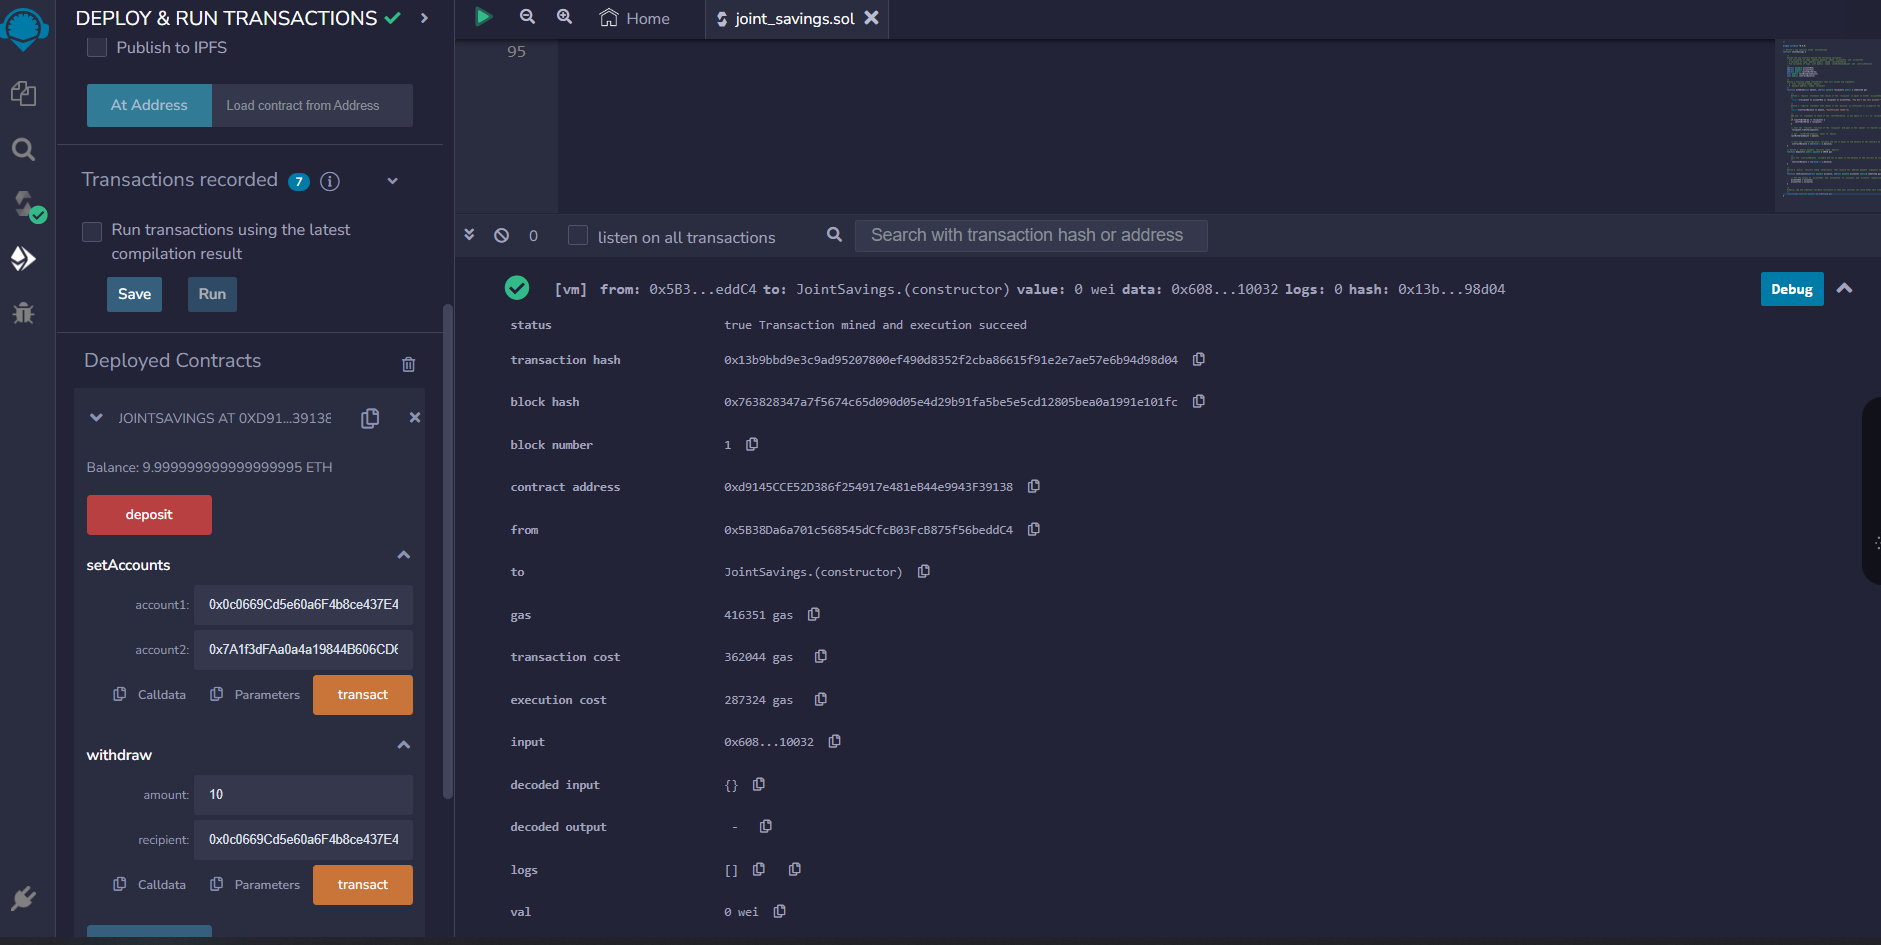 DEPLOY & RUN TRANSACTIONS
Publish to IPFS
At Address
Load contract from Address
Transactions recorded 7 i
Run transactions using the latest
compilation result
Save
Run
Deployed Contracts
JOINTSAVINGS AT 0XD91...39138
Balance: 9.999999999999999995 ETH
deposit
setAccounts
account1: 0x0c0669Cd5e60a6F4b8ce437E4
account2: 0x7A1f3dFAa0a4a19844B606CD6
Calldata Parameters transact
withdraw
amount: 10
recipient: 0x0c0669Cd5e60a6F4b8ce437E4
Calldata Parameters transact
Home
joint_savings.sol
95
0 listen on all transactions
Search with transaction hash or address
[vm] from: 0x5B3...eddC4 to: JointSavings.(constructor) value: 0 wei data: 0x608...10032 logs: 0 hash: 0x13b...98d04
Debug
status true Transaction mined and execution succeed
transaction hash 0x13b9bbd9e3c9ad95207800ef490d8352f2cba86615f91e2e7ae57e6b94d98d04
block hash 0x763828347a7f5674c65d090d05e4d29b91fa5be5e5cd12805bea0a1991e101fc
block number 1
contract address 0xd9145CCE52D386f254917e481eB44e9943F39138
from 0x5B38Da6a701c568545dCfcB03FcB875f56beddC4
to JointSavings.(constructor)
gas 416351 gas
transaction cost 362044 gas
execution cost 287324 gas
input 0x608...10032
decoded input {}
decoded output -
logs []
val 0 wei